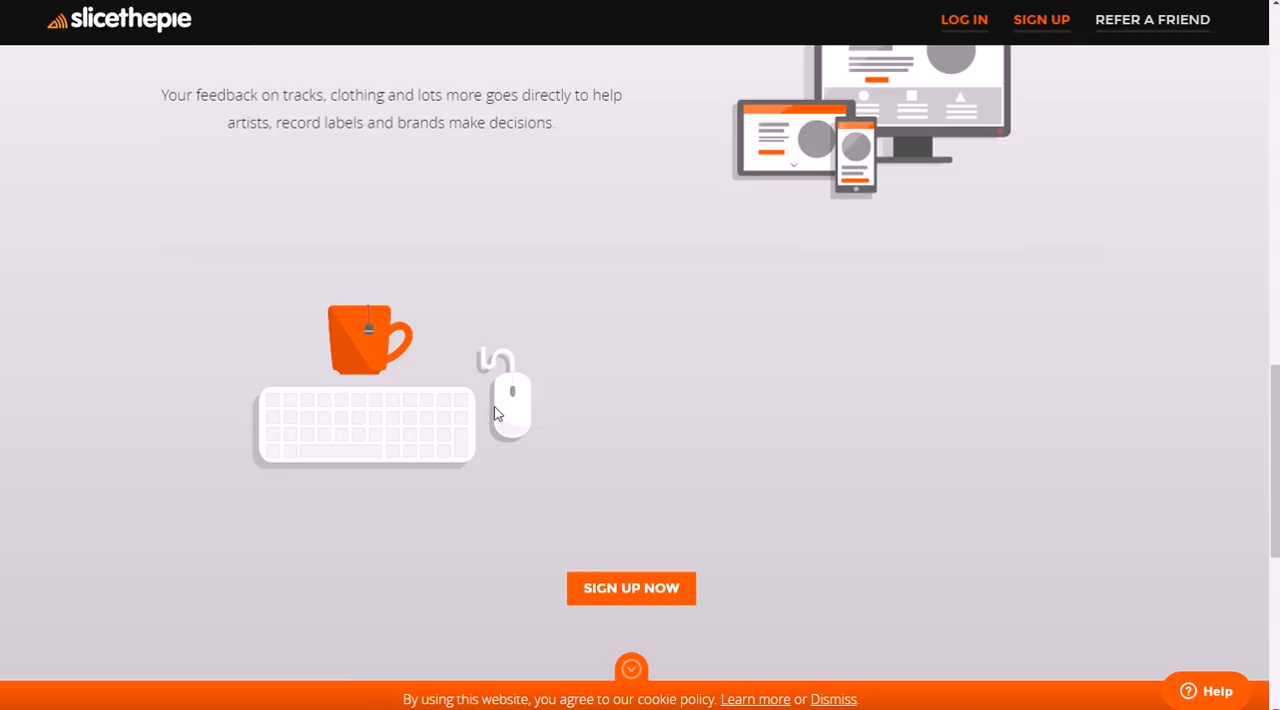 slicethepie
LOG IN
SIGN UP
REFER A FRIEND
Your feedback on tracks, clothing and lots more goes directly to help
artists, record labels and brands make decisions.
SIGN UP NOW
By using this website, you agree to our cookie policy. Learn more or Dismiss.
Help